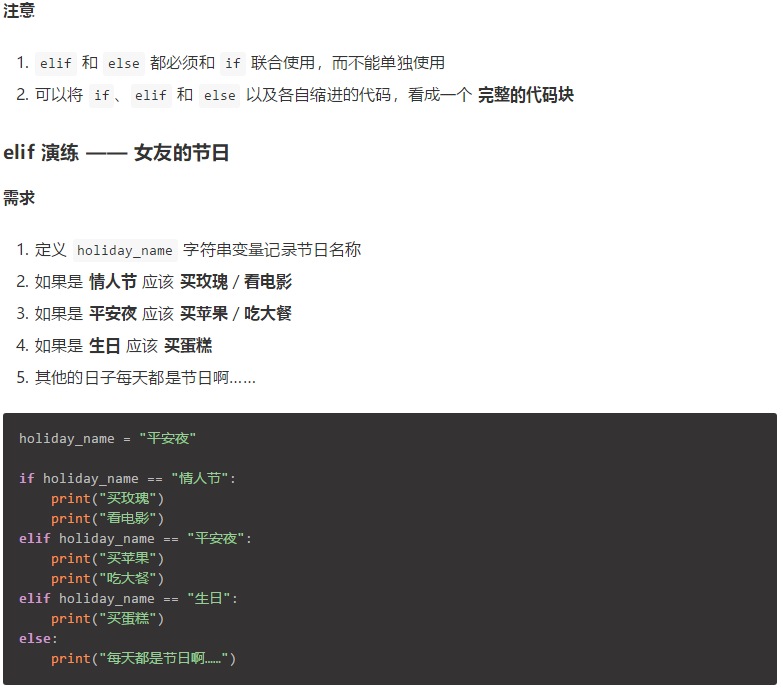 注意
1. elif 和 else 都必须和 if 联合使用，而不能单独使用
2. 可以将 if、elif 和 else 以及各自缩进的代码，看成一个 完整的代码块
elif 演练 —— 女友的节日
需求
1. 定义 holiday_name 字符串变量记录节日名称
2. 如果是 情人节 应该 买玫瑰 / 看电影
3. 如果是 平安夜 应该 买苹果 / 吃大餐
4. 如果是 生日 应该 买蛋糕
5. 其他的日子每天都是节日啊……
holiday_name = "平安夜"
if holiday_name == "情人节":
    print("买玫瑰")
    print("看电影")
elif holiday_name == "平安夜":
    print("买苹果")
    print("吃大餐")
elif holiday_name == "生日":
    print("买蛋糕")
else:
    print("每天都是节日啊……")